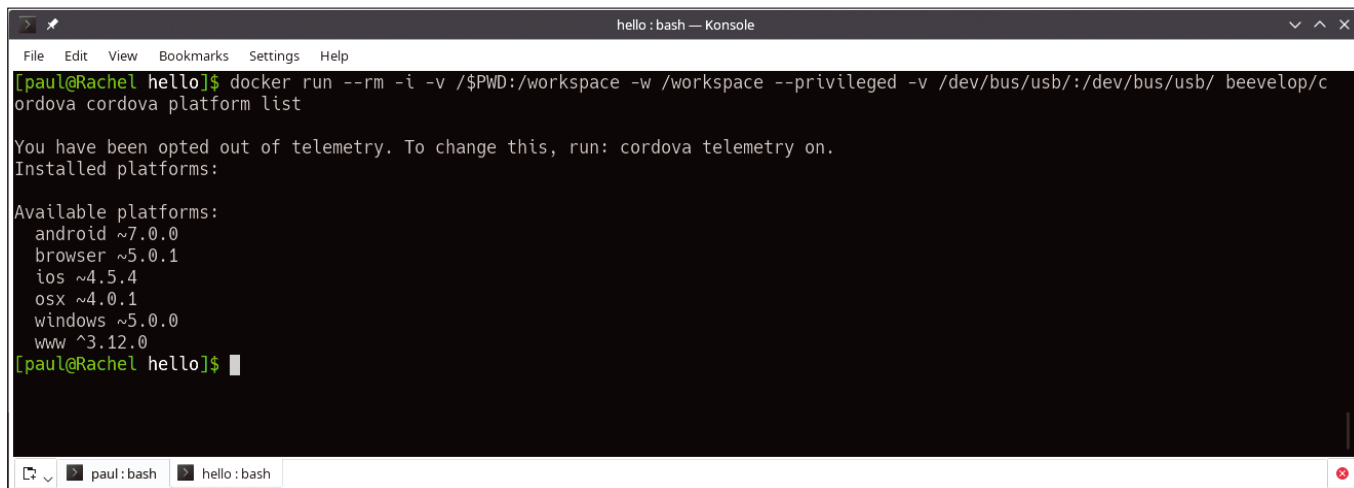 hello : bash — Konsole
File Edit View Bookmarks Settings Help
[paul@Rachel hello]$ docker run --rm -i -v /$PWD:/workspace -w /workspace --privileged -v /dev/bus/usb/:/dev/bus/usb/ beevelop/c
ordova cordova platform list
You have been opted out of telemetry. To change this, run: cordova telemetry on.
Installed platforms:
Available platforms:
android ~7.0.0
browser ~5.0.1
ios ~4.5.4
osx ~4.0.1
windows ~5.0.0
www ^3.12.0
[paul@Rachel hello]$
paul : bash hello : bash